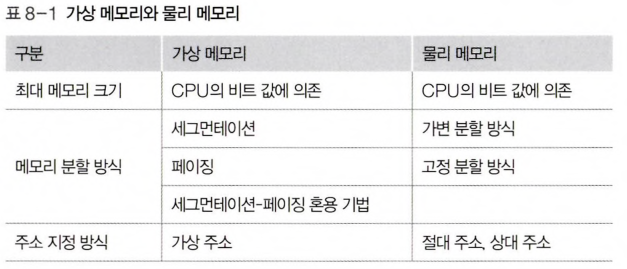 표 8-1 가상 메모리와 물리 메모리
구분 가상 메모리 물리 메모리
최대 메모리 크기 CPU의 비트 값에 의존 CPU의 비트 값에 의존
세그먼테이션 가변 분할 방식
메모리 분할 방식 페이징 고정 분할 방식
세그먼테이션-페이징 혼용 기법
주소 지정 방식 가상 주소 절대 주소, 상대 주소